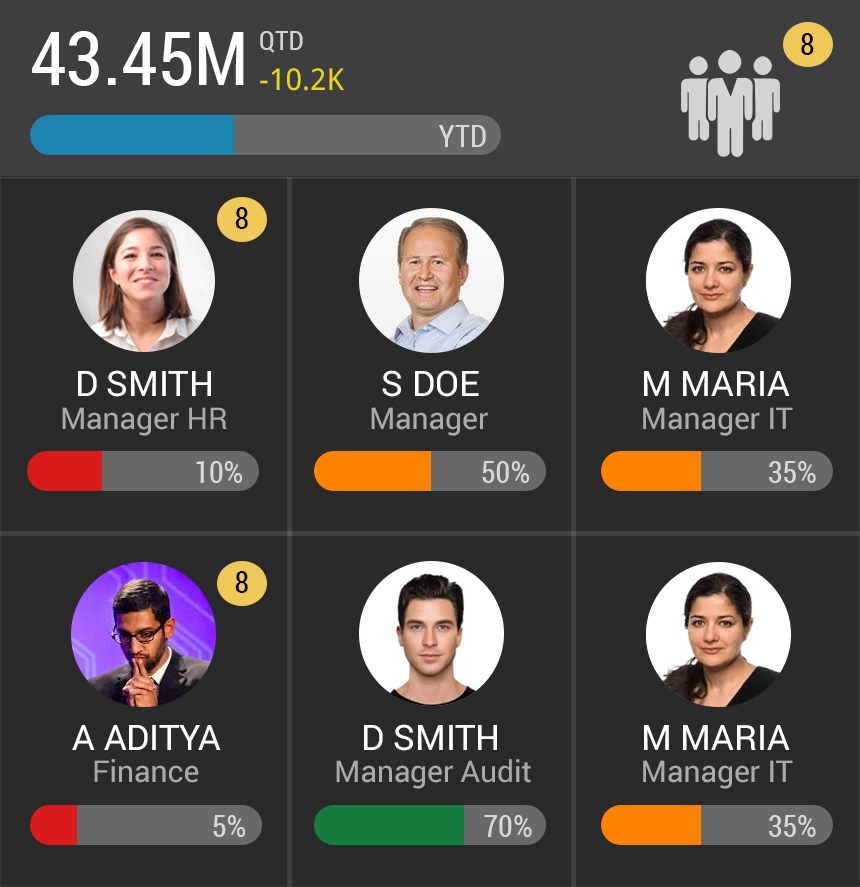 43.45M QTD
-10.2K
8
YTD
8
D SMITH
Manager HR
10%
S DOE
Manager
50%
M MARIA
Manager IT
35%
8
A ADITYA
Finance
5%
D SMITH
Manager Audit
70%
M MARIA
Manager IT
35%